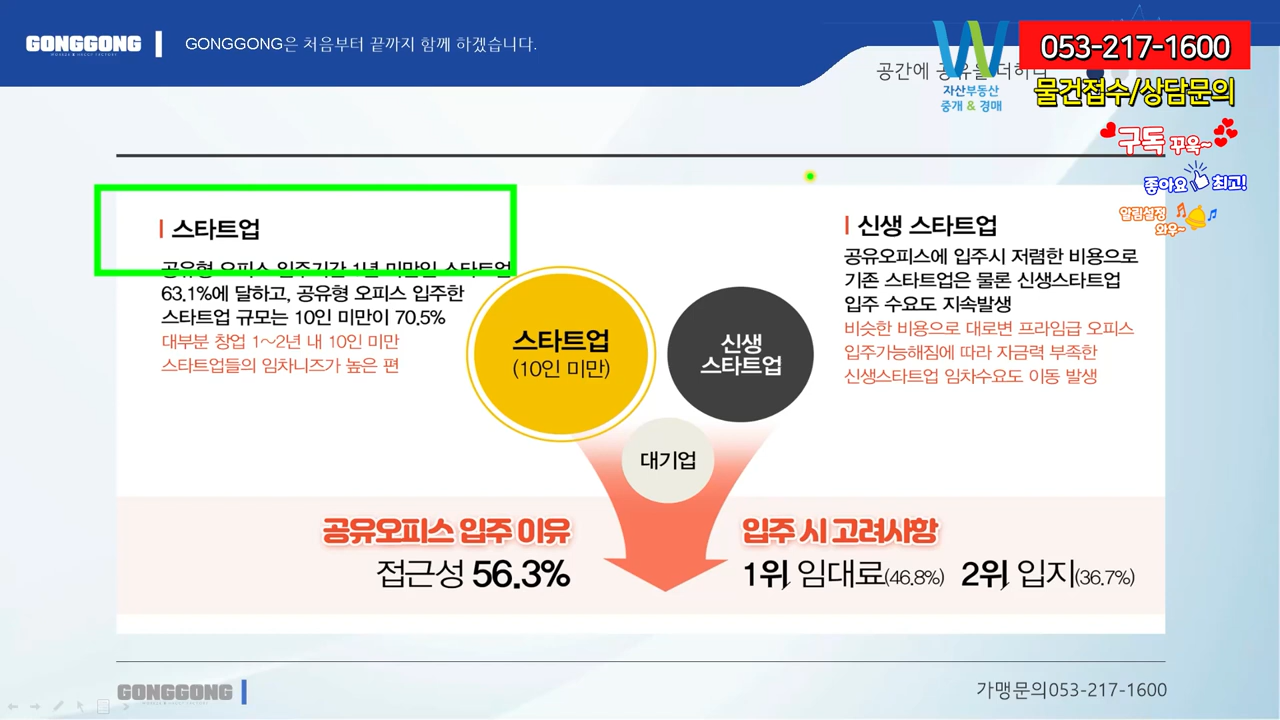 GONGGONG
GONGGONG은 처음부터 끝까지 함께 하겠습니다.
공간에 공유을 더하다
자산부동산
중개 & 경매
053-217-1600
물건접수/상담문의
구독 꾸욱~
좋아요 최고!
알림설정
와우~
스타트업
공유형 오피스 입주기간 1년 미만인 스타트업
63.1%에 달하고, 공유형 오피스 입주한
스타트업 규모는 10인 미만이 70.5%
대부분 창업 1~2년 내 10인 미만
스타트업들의 임차니즈가 높은 편
스타트업
(10인 미만)
신생
스타트업
대기업
신생 스타트업
공유오피스에 입주시 저렴한 비용으로
기존 스타트업은 물론 신생스타트업
입주 수요도 지속발생
비슷한 비용으로 대로변 프라임급 오피스
입주가능해짐에 따라 자금력 부족한
신생스타트업 임차수요도 이동 발생
공유오피스 입주 이유
접근성 56.3%
입주 시 고려사항
1위 임대료(46.8%) 2위 입지(36.7%)
GONGGONG
가맹문의053-217-1600